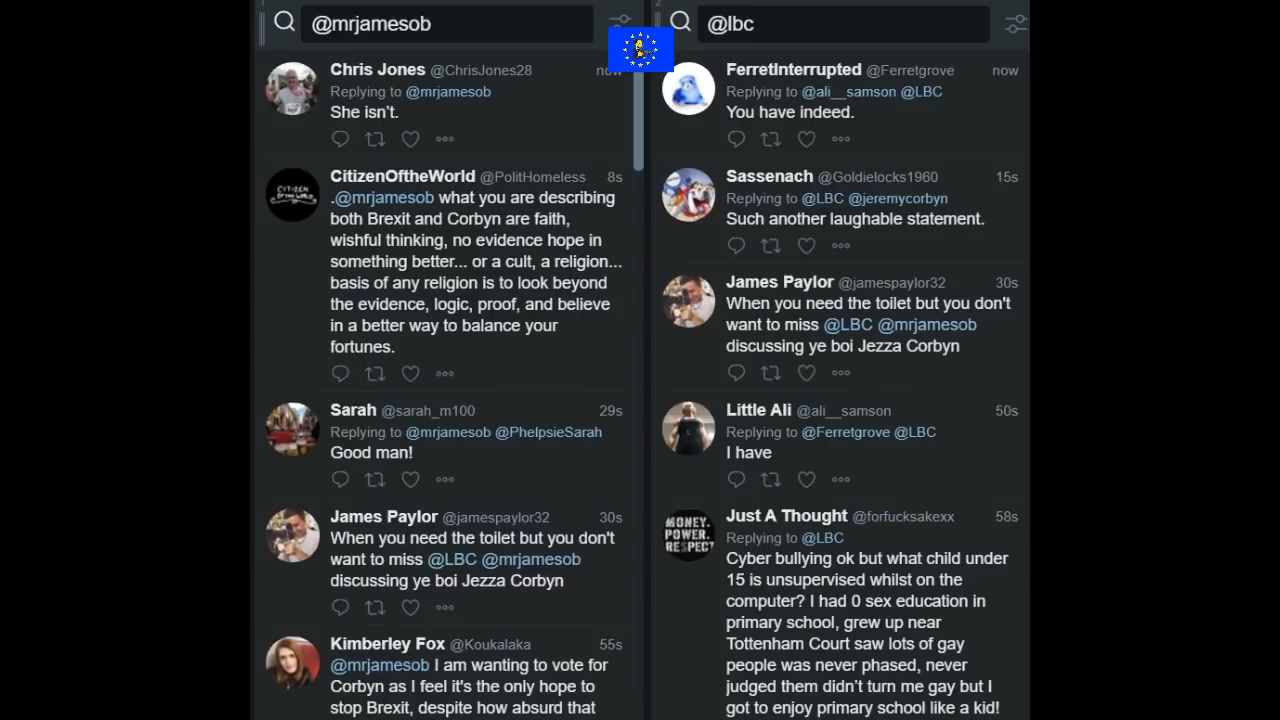 1
@mrjamesob
Chris Jones @ChrisJones28 now
Replying to @mrjamesob
She isn't.
CitizenOftheWorld @PolitHomeless 8s
.@mrjamesob what you are describing
both Brexit and Corbyn are faith,
wishful thinking, no evidence hope in
something better... or a cult, a religion...
basis of any religion is to look beyond
the evidence, logic, proof, and believe
in a better way to balance your
fortunes.
Sarah @sarah_m100 29s
Replying to @mrjamesob @PhelpsieSarah
Good man!
James Paylor @jamespaylor32 30s
When you need the toilet but you don't
want to miss @LBC @mrjamesob
discussing ye boi Jezza Corbyn
Kimberley Fox @Koukalaka 55s
@mrjamesob I am wanting to vote for
Corbyn as I feel it's the only hope to
stop Brexit, despite how absurd that
2
@lbc
FerretInterrupted @Ferretgrove now
Replying to @ali__samson @LBC
You have indeed.
Sassenach @Goldielocks1960 15s
Replying to @LBC @jeremycorbyn
Such another laughable statement.
James Paylor @jamespaylor32 30s
When you need the toilet but you don't
want to miss @LBC @mrjamesob
discussing ye boi Jezza Corbyn
Little Ali @ali__samson 50s
Replying to @Ferretgrove @LBC
I have
MONEY.
POWER.
RESPECT
Just A Thought @forfucksakexx 58s
Replying to @LBC
Cyber bullying ok but what child under
15 is unsupervised whilst on the
computer? I had 0 sex education in
primary school, grew up near
Tottenham Court saw lots of gay
people was never phased, never
judged them didn't turn me gay but I
got to enjoy primary school like a kid!